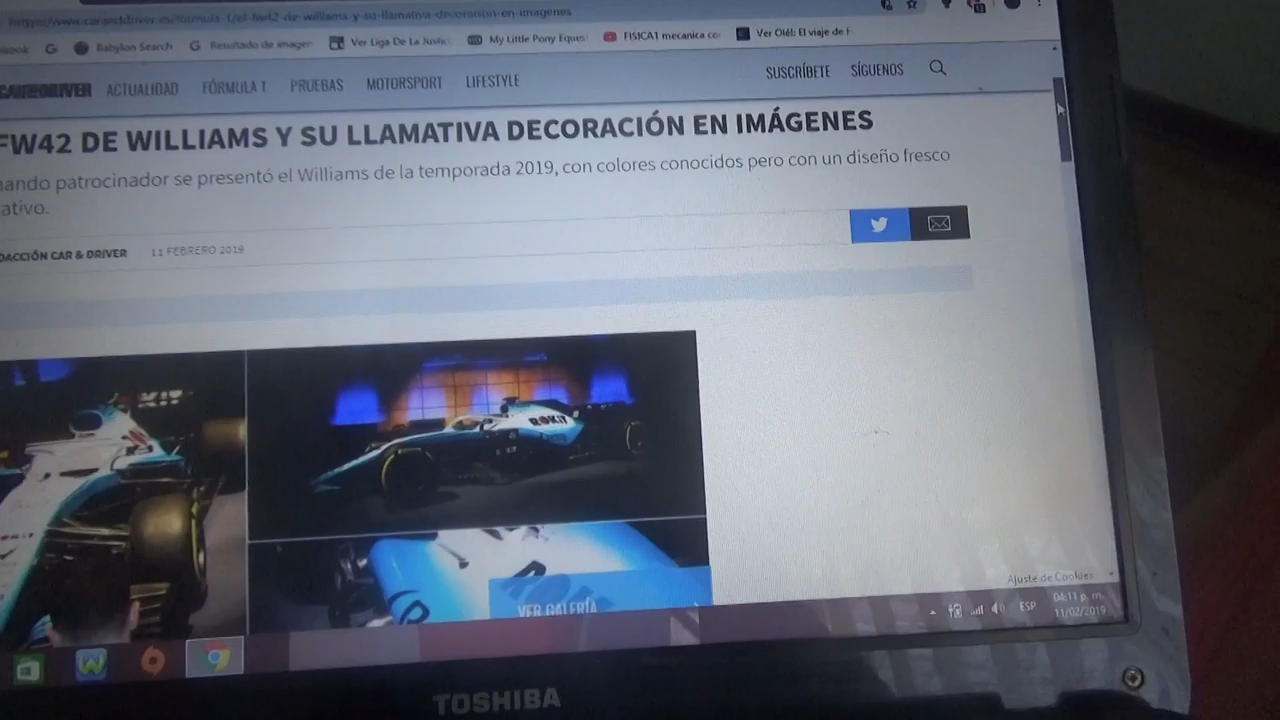 https://www.caranddriver.es/formula-1/el-fw42-de-williams-y-su-llamativa-decoracion-en-imagenes
book G Babylon Search G Resultado de imagen Ver Liga De La Justic My Little Pony Eques FISICA1 mecanica co Ver Olé!: El viaje de F
CAR AND DRIVER ACTUALIDAD FÓRMULA 1 PRUEBAS MOTORSPORT LIFESTYLE SUSCRÍBETE SÍGUENOS
FW42 DE WILLIAMS Y SU LLAMATIVA DECORACIÓN EN IMÁGENES
nando patrocinador se presentó el Williams de la temporada 2019, con colores conocidos pero con un diseño fresco
ativo.
DACCIÓN CAR & DRIVER 11 FEBRERO 2019
ROKiT
VER GALERÍA
Ajuste de Cookies
ESP 04:11 p. m.
11/02/2019
TOSHIBA